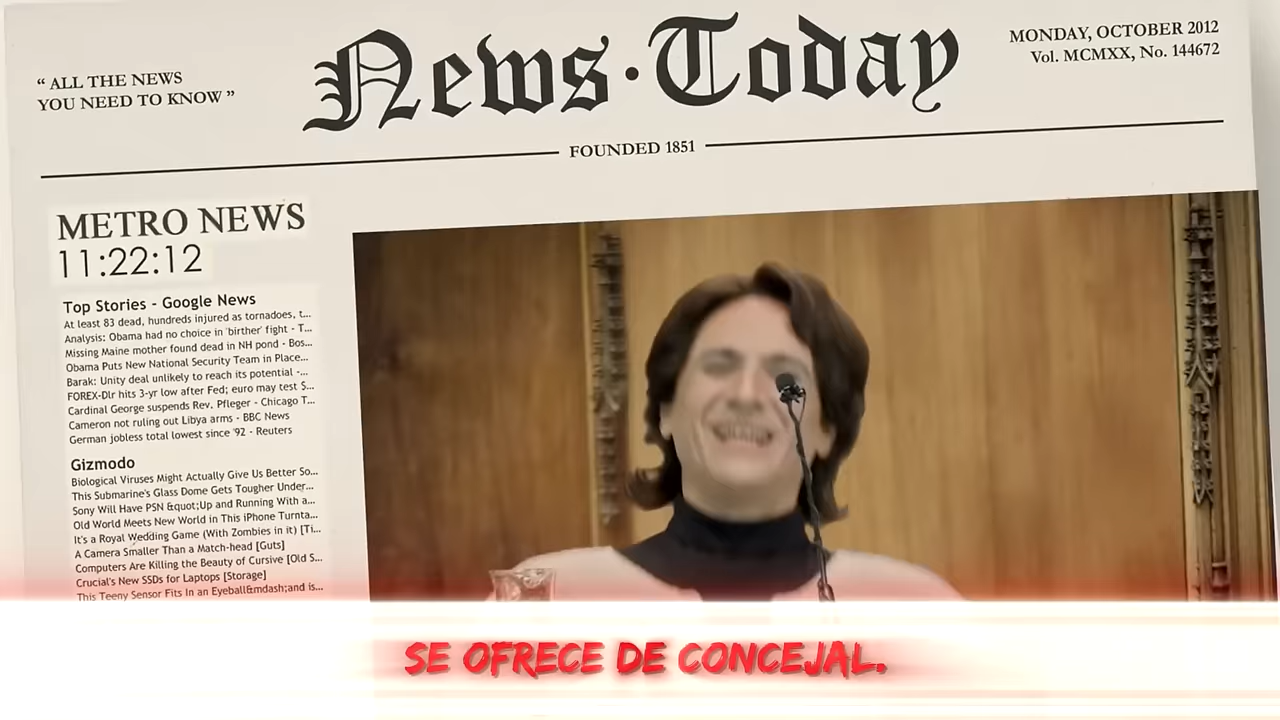 “ ALL THE NEWS
YOU NEED TO KNOW ”
News·Today
MONDAY, OCTOBER 2012
Vol. MCMXX, No. 144672
FOUNDED 1851
METRO NEWS
11:22:12
Top Stories - Google News
At least 83 dead, hundreds injured as tornadoes, t...
Analysis: Obama had no choice in 'birther' fight - T...
Missing Maine mother found dead in NH pond - Bos...
Obama Puts New National Security Team in Place...
Barak: Unity deal unlikely to reach its potential -...
FOREX-Dlr hits 3-yr low after Fed; euro may test $...
Cardinal George suspends Rev. Pfleger - Chicago T...
Cameron not ruling out Libya arms - BBC News
German jobless total lowest since '92 - Reuters
Gizmodo
Biological Viruses Might Actually Give Us Better So...
This Submarine's Glass Dome Gets Tougher Under...
Sony Will Have PSN &quot;Up and Running With a...
Old World Meets New World in This iPhone Turnta...
It's a Royal Wedding Game (With Zombies in it) [Ti...
A Camera Smaller Than a Match-head [Guts]
Computers Are Killing the Beauty of Cursive [Old S...
Crucial's New SSDs for Laptops [Storage]
This Teeny Sensor Fits In an Eyeball&mdash;and is...
SE OFRECE DE CONCEJAL.